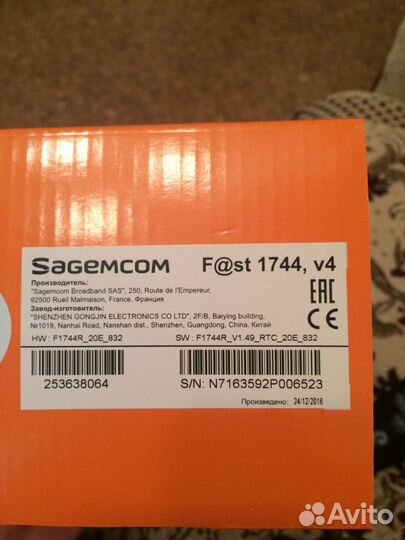 SAGEMCOM F@st 1744, v4
Производитель:
"Sagemcom Broadband SAS", 250, Route de l'Empereur,
92500 Rueil Malmaison, France. Франция
Завод-изготовитель:
"SHENZHEN GONGJIN ELECTRONICS CO LTD", 2F/B, Baiying building,
№1019, Nanhai Road, Nanshan dist., Shenzhen, Guangdong, China. Китай
EAC
CE
HW : F1744R_20E_832 SW : F1744R_V1.49_RTC_20E_832
253638064 S/N: N7163592P006523
Произведено: 24/12/2016
Avito